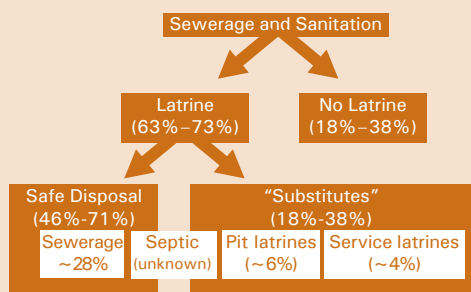 Sewerage and Sanitation
Latrine
(63%–73%)
No Latrine
(18%–38%)
Safe Disposal
(46%-71%)
"Substitutes"
(18%-38%)
Sewerage
~28%
Septic
(unknown)
Pit latrines
(~6%)
Service latrines
(~4%)